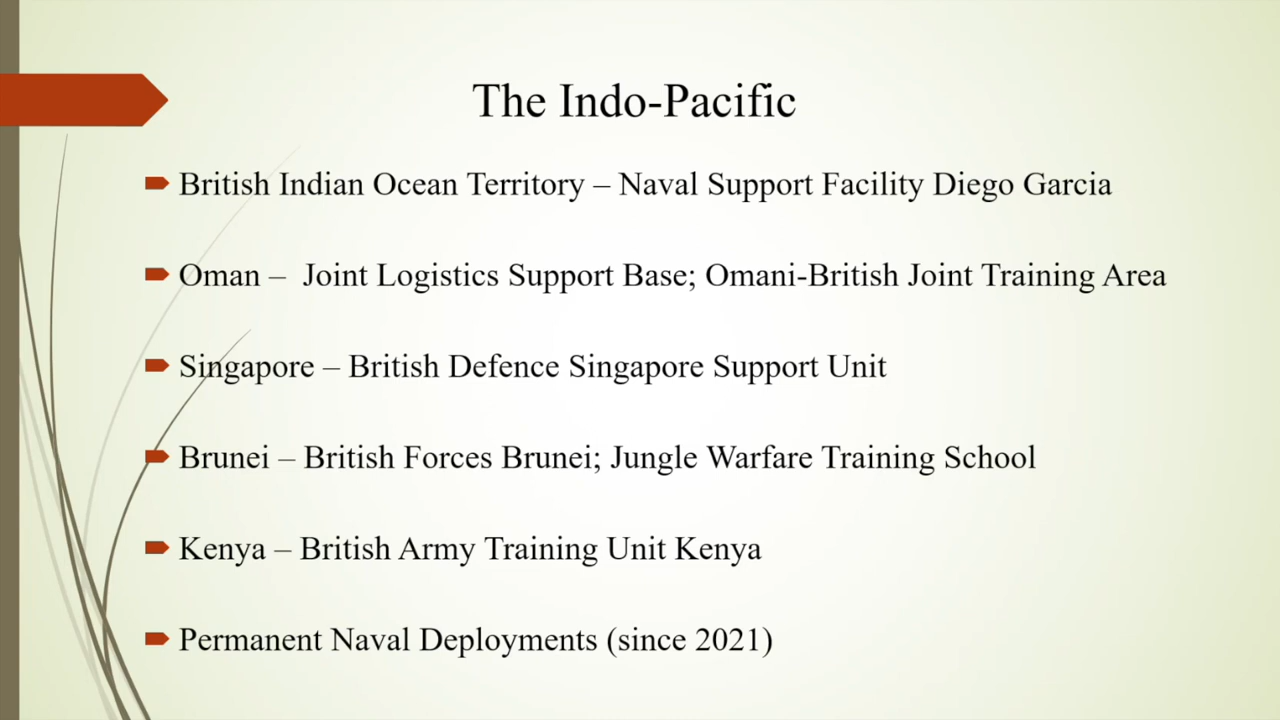 The Indo-Pacific
British Indian Ocean Territory – Naval Support Facility Diego Garcia
Oman – Joint Logistics Support Base; Omani-British Joint Training Area
Singapore – British Defence Singapore Support Unit
Brunei – British Forces Brunei; Jungle Warfare Training School
Kenya – British Army Training Unit Kenya
Permanent Naval Deployments (since 2021)